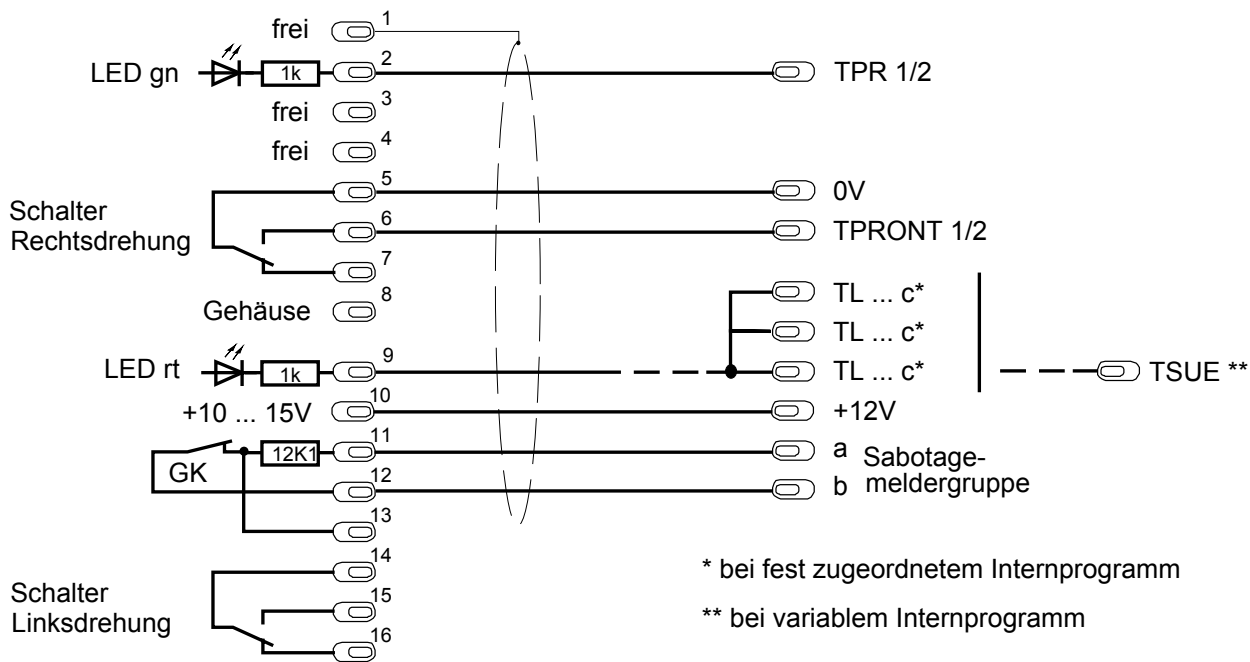 frei 1
LED gn 1k 2 TPR 1/2
frei 3
frei 4
5 0V
Schalter
Rechtsdrehung
6 TPRONT 1/2
7
Gehäuse 8
TL ... c*
TL ... c*
LED rt 1k 9 TL ... c* TSUE **
+10 ... 15V 10 +12V
GK 12K1 11 a
12 b
Sabotage-
meldergruppe
13
14
Schalter
Linksdrehung
15
16
* bei fest zugeordnetem Internprogramm
** bei variablem Internprogramm